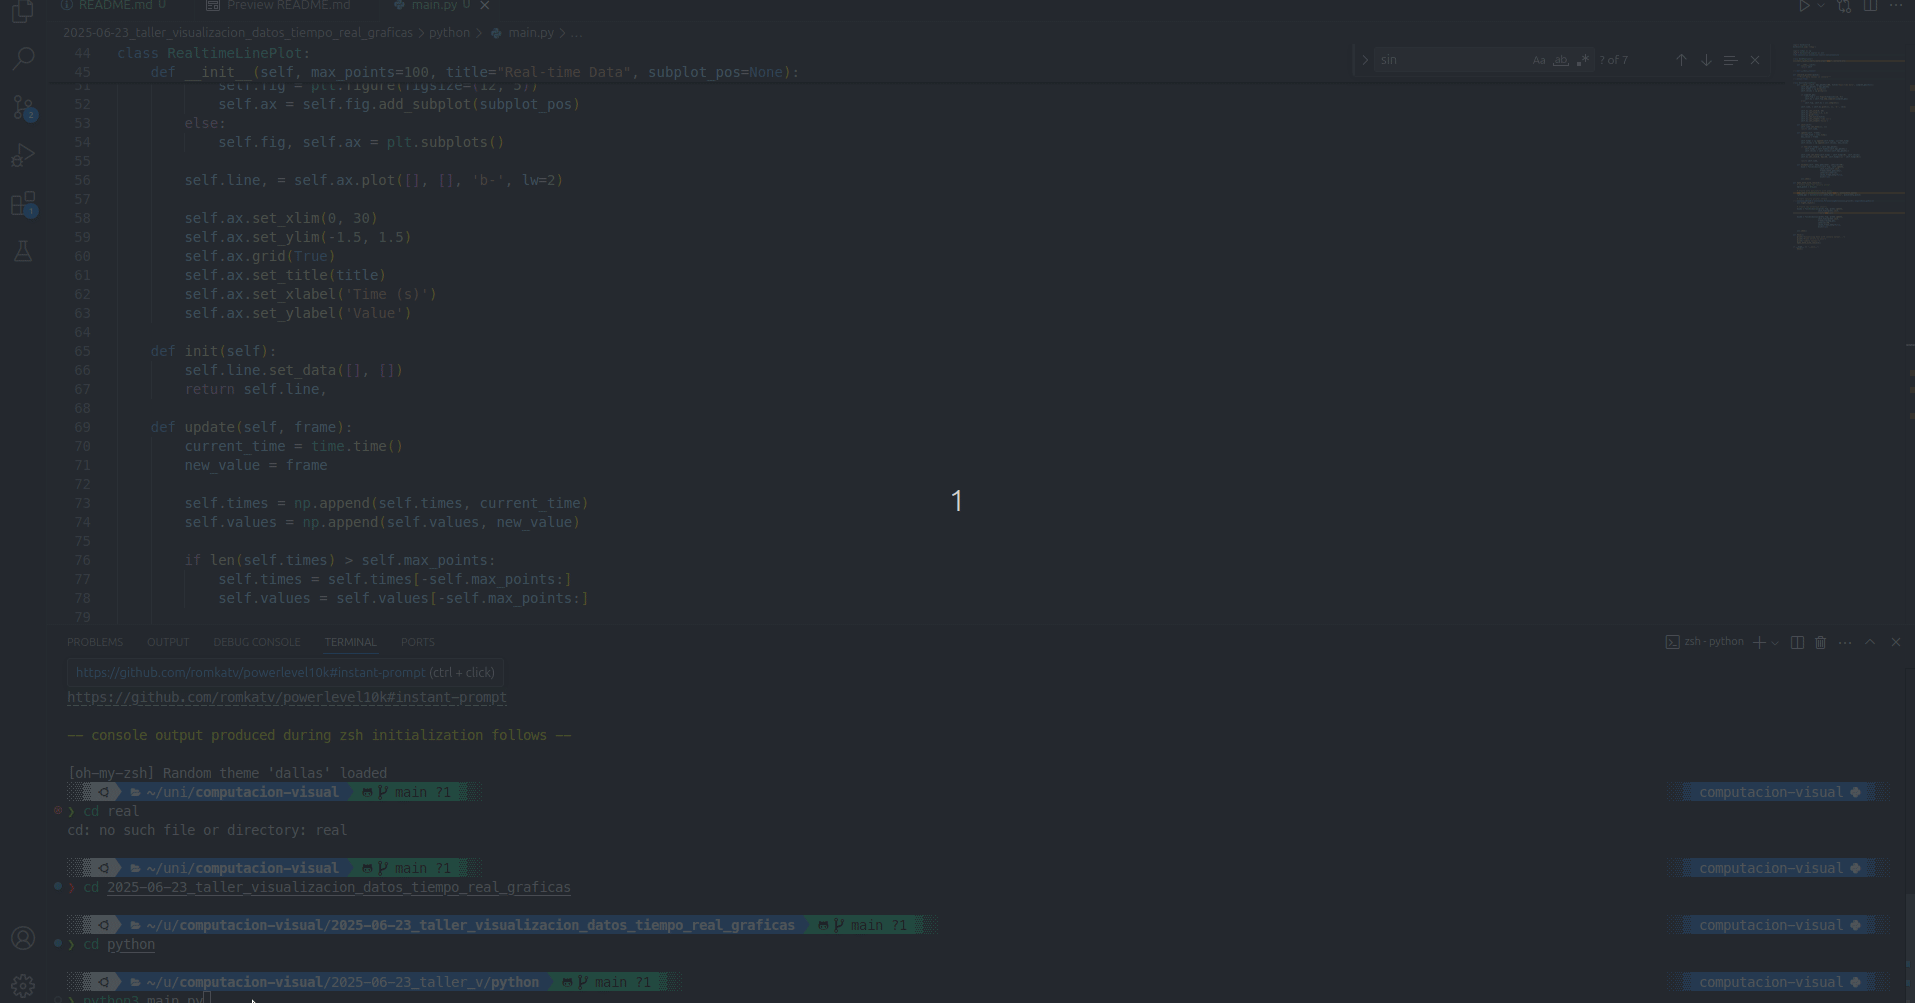 README.md U
Preview README.md
main.py U
2025-06-23_taller_visualizacion_datos_tiempo_real_graficas > python > main.py > ...
sin
Aa ab .* ? of 7
44 class RealtimeLinePlot:
45 def __init__(self, max_points=100, title="Real-time Data", subplot_pos=None):
51 self.fig = plt.figure(figsize=(12, 5))
52 self.ax = self.fig.add_subplot(subplot_pos)
53 else:
54 self.fig, self.ax = plt.subplots()
55
56 self.line, = self.ax.plot([], [], 'b-', lw=2)
57
58 self.ax.set_xlim(0, 30)
59 self.ax.set_ylim(-1.5, 1.5)
60 self.ax.grid(True)
61 self.ax.set_title(title)
62 self.ax.set_xlabel('Time (s)')
63 self.ax.set_ylabel('Value')
64
65 def init(self):
66 self.line.set_data([], [])
67 return self.line,
68
69 def update(self, frame):
70 current_time = time.time()
71 new_value = frame
72
73 self.times = np.append(self.times, current_time)
74 self.values = np.append(self.values, new_value)
75
76 if len(self.times) > self.max_points:
77 self.times = self.times[-self.max_points:]
78 self.values = self.values[-self.max_points:]
79
2
1
1
PROBLEMS OUTPUT DEBUG CONSOLE TERMINAL PORTS
zsh - python
https://github.com/romkatv/powerlevel10k#instant-prompt (ctrl + click)
https://github.com/romkatv/powerlevel10k#instant-prompt
-- console output produced during zsh initialization follows --
[oh-my-zsh] Random theme 'dallas' loaded
~/uni/computacion-visual main ?1 computacion-visual
❯ cd real
cd: no such file or directory: real
~/uni/computacion-visual main ?1 computacion-visual
❯ cd 2025-06-23_taller_visualizacion_datos_tiempo_real_graficas
~/u/computacion-visual/2025-06-23_taller_visualizacion_datos_tiempo_real_graficas main ?1 computacion-visual
❯ cd python
~/u/computacion-visual/2025-06-23_taller_v/python main ?1 computacion-visual
❯ python3 main.py